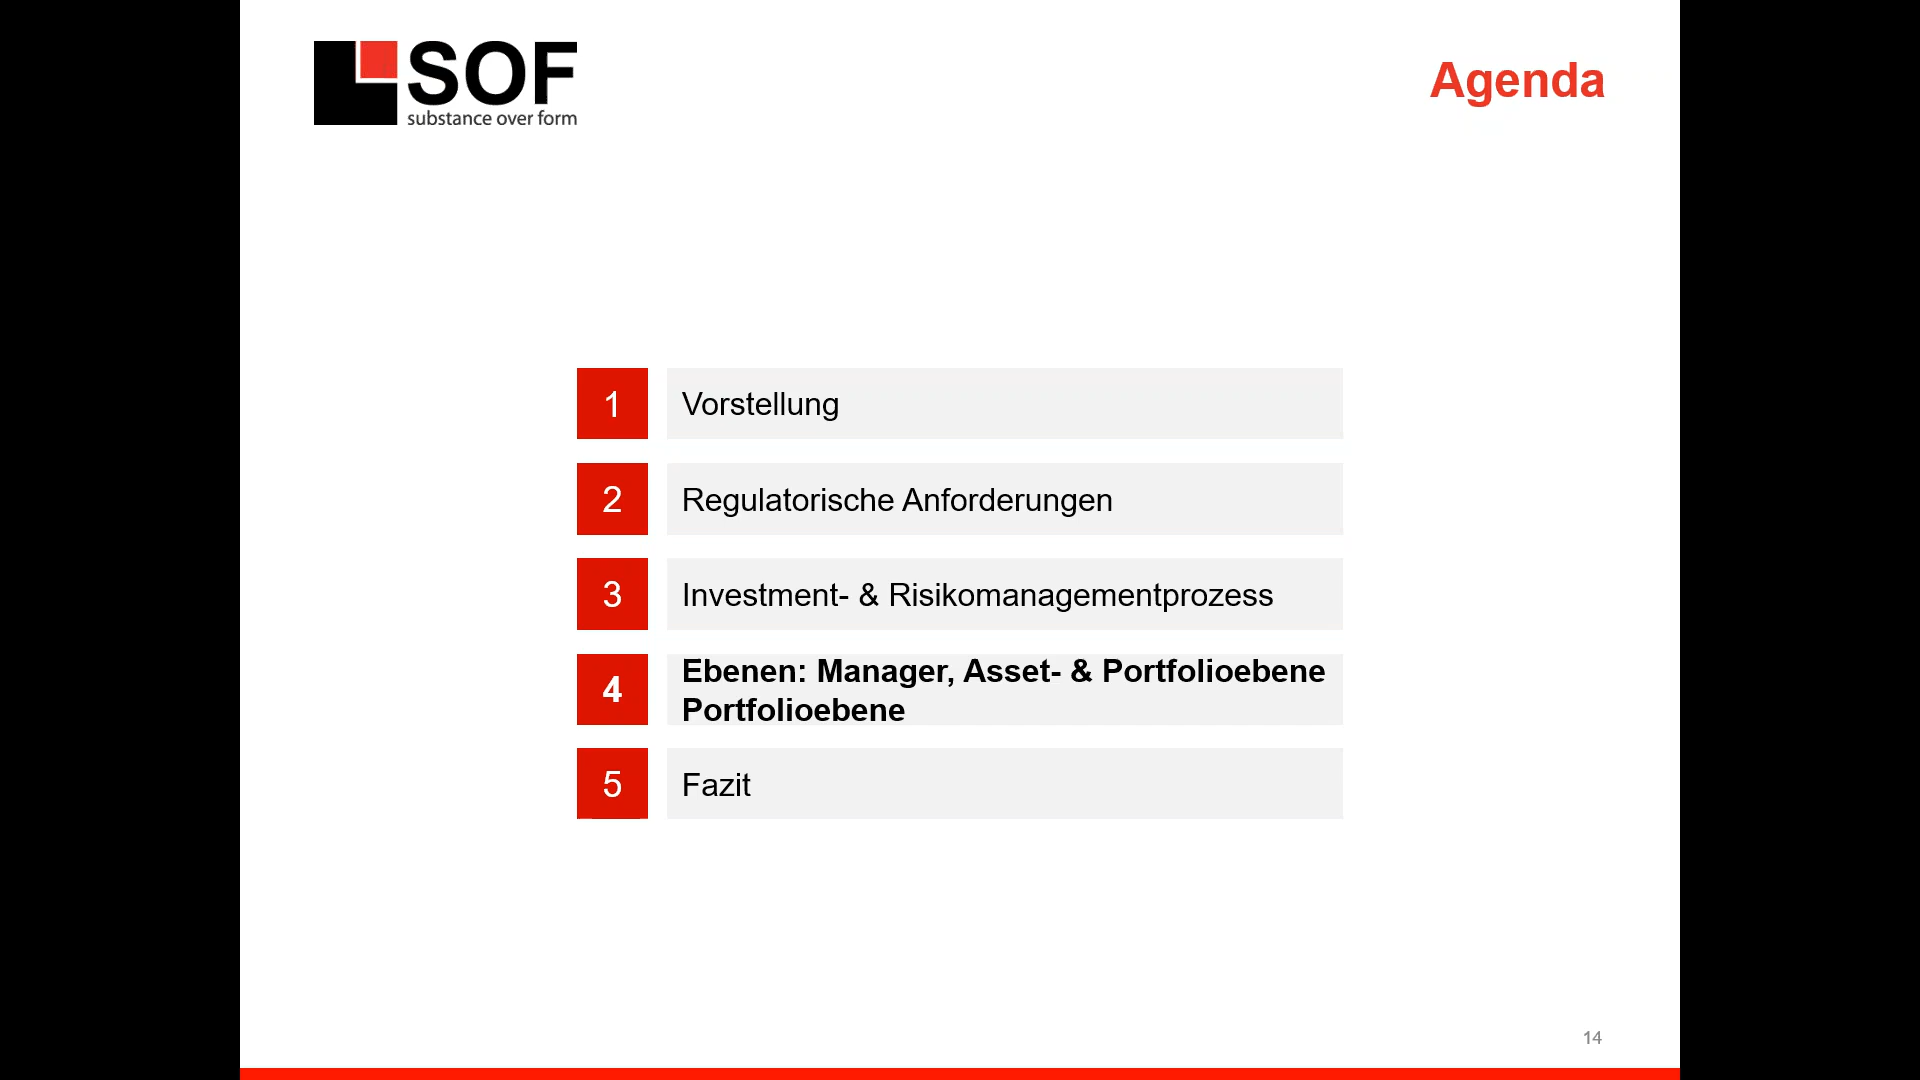 SOF
substance over form
Agenda
1 Vorstellung
2 Regulatorische Anforderungen
3 Investment- & Risikomanagementprozess
4 Ebenen: Manager, Asset- & Portfolioebene
Portfolioebene
5 Fazit
14